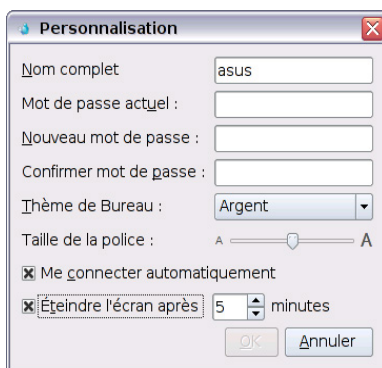 Personnalisation
Nom complet asus
Mot de passe actuel :
Nouveau mot de passe :
Confirmer mot de passe :
Thème de Bureau : Argent
Taille de la police : A A
Me connecter automatiquement
Éteindre l'écran après 5 minutes
OK Annuler